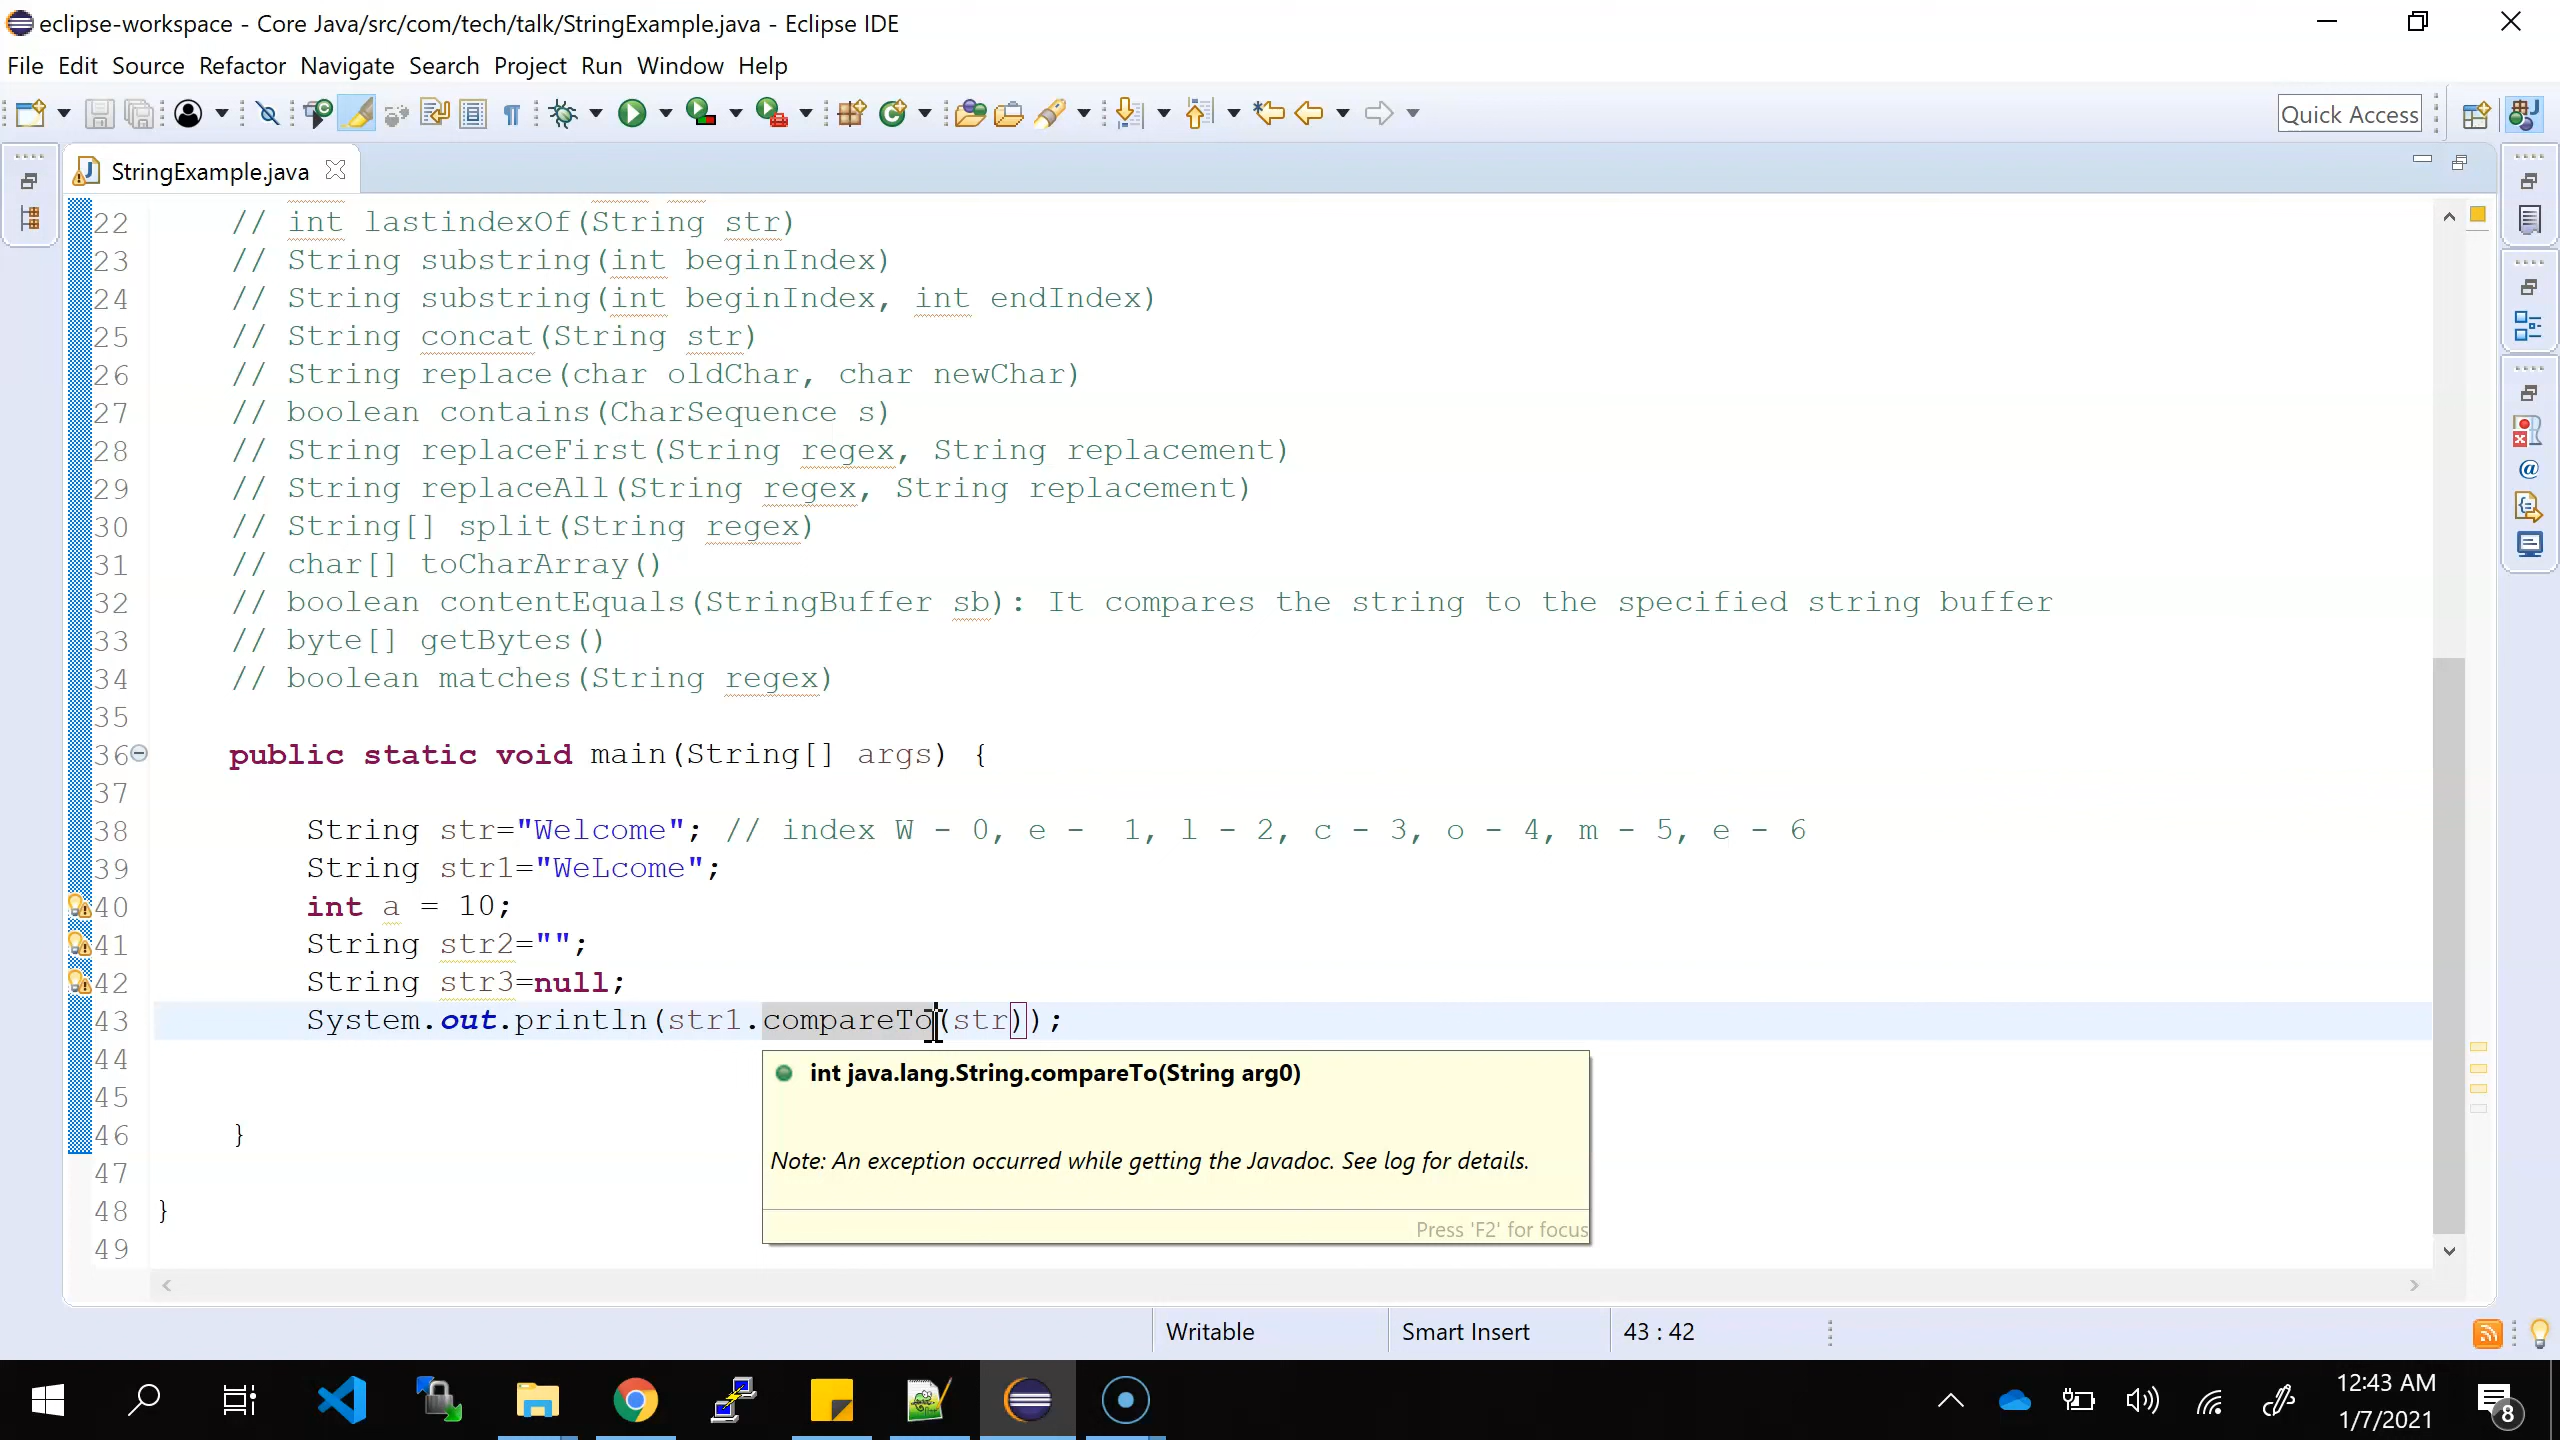 eclipse-workspace - Core Java/src/com/tech/talk/StringExample.java - Eclipse IDE
File Edit Source Refactor Navigate Search Project Run Window Help
Quick Access
StringExample.java
22 // int lastindexOf(String str)
23 // String substring(int beginIndex)
24 // String substring(int beginIndex, int endIndex)
25 // String concat(String str)
26 // String replace(char oldChar, char newChar)
27 // boolean contains(CharSequence s)
28 // String replaceFirst(String regex, String replacement)
29 // String replaceAll(String regex, String replacement)
30 // String[] split(String regex)
31 // char[] toCharArray()
32 // boolean contentEquals(StringBuffer sb): It compares the string to the specified string buffer
33 // byte[] getBytes()
34 // boolean matches(String regex)
35
36 public static void main(String[] args) {
37
38 String str="Welcome"; // index W - 0, e -  1, l - 2, c - 3, o - 4, m - 5, e - 6
39 String str1="WeLcome";
40 int a = 10;
41 String str2="";
42 String str3=null;
43 System.out.println(str1.compareTo(str));
44
int java.lang.String.compareTo(String arg0)
45
46 }
Note: An exception occurred while getting the Javadoc. See log for details.
47
48 }
Press 'F2' for focus
49
Writable Smart Insert 43 : 42
12:43 AM
1/7/2021
8